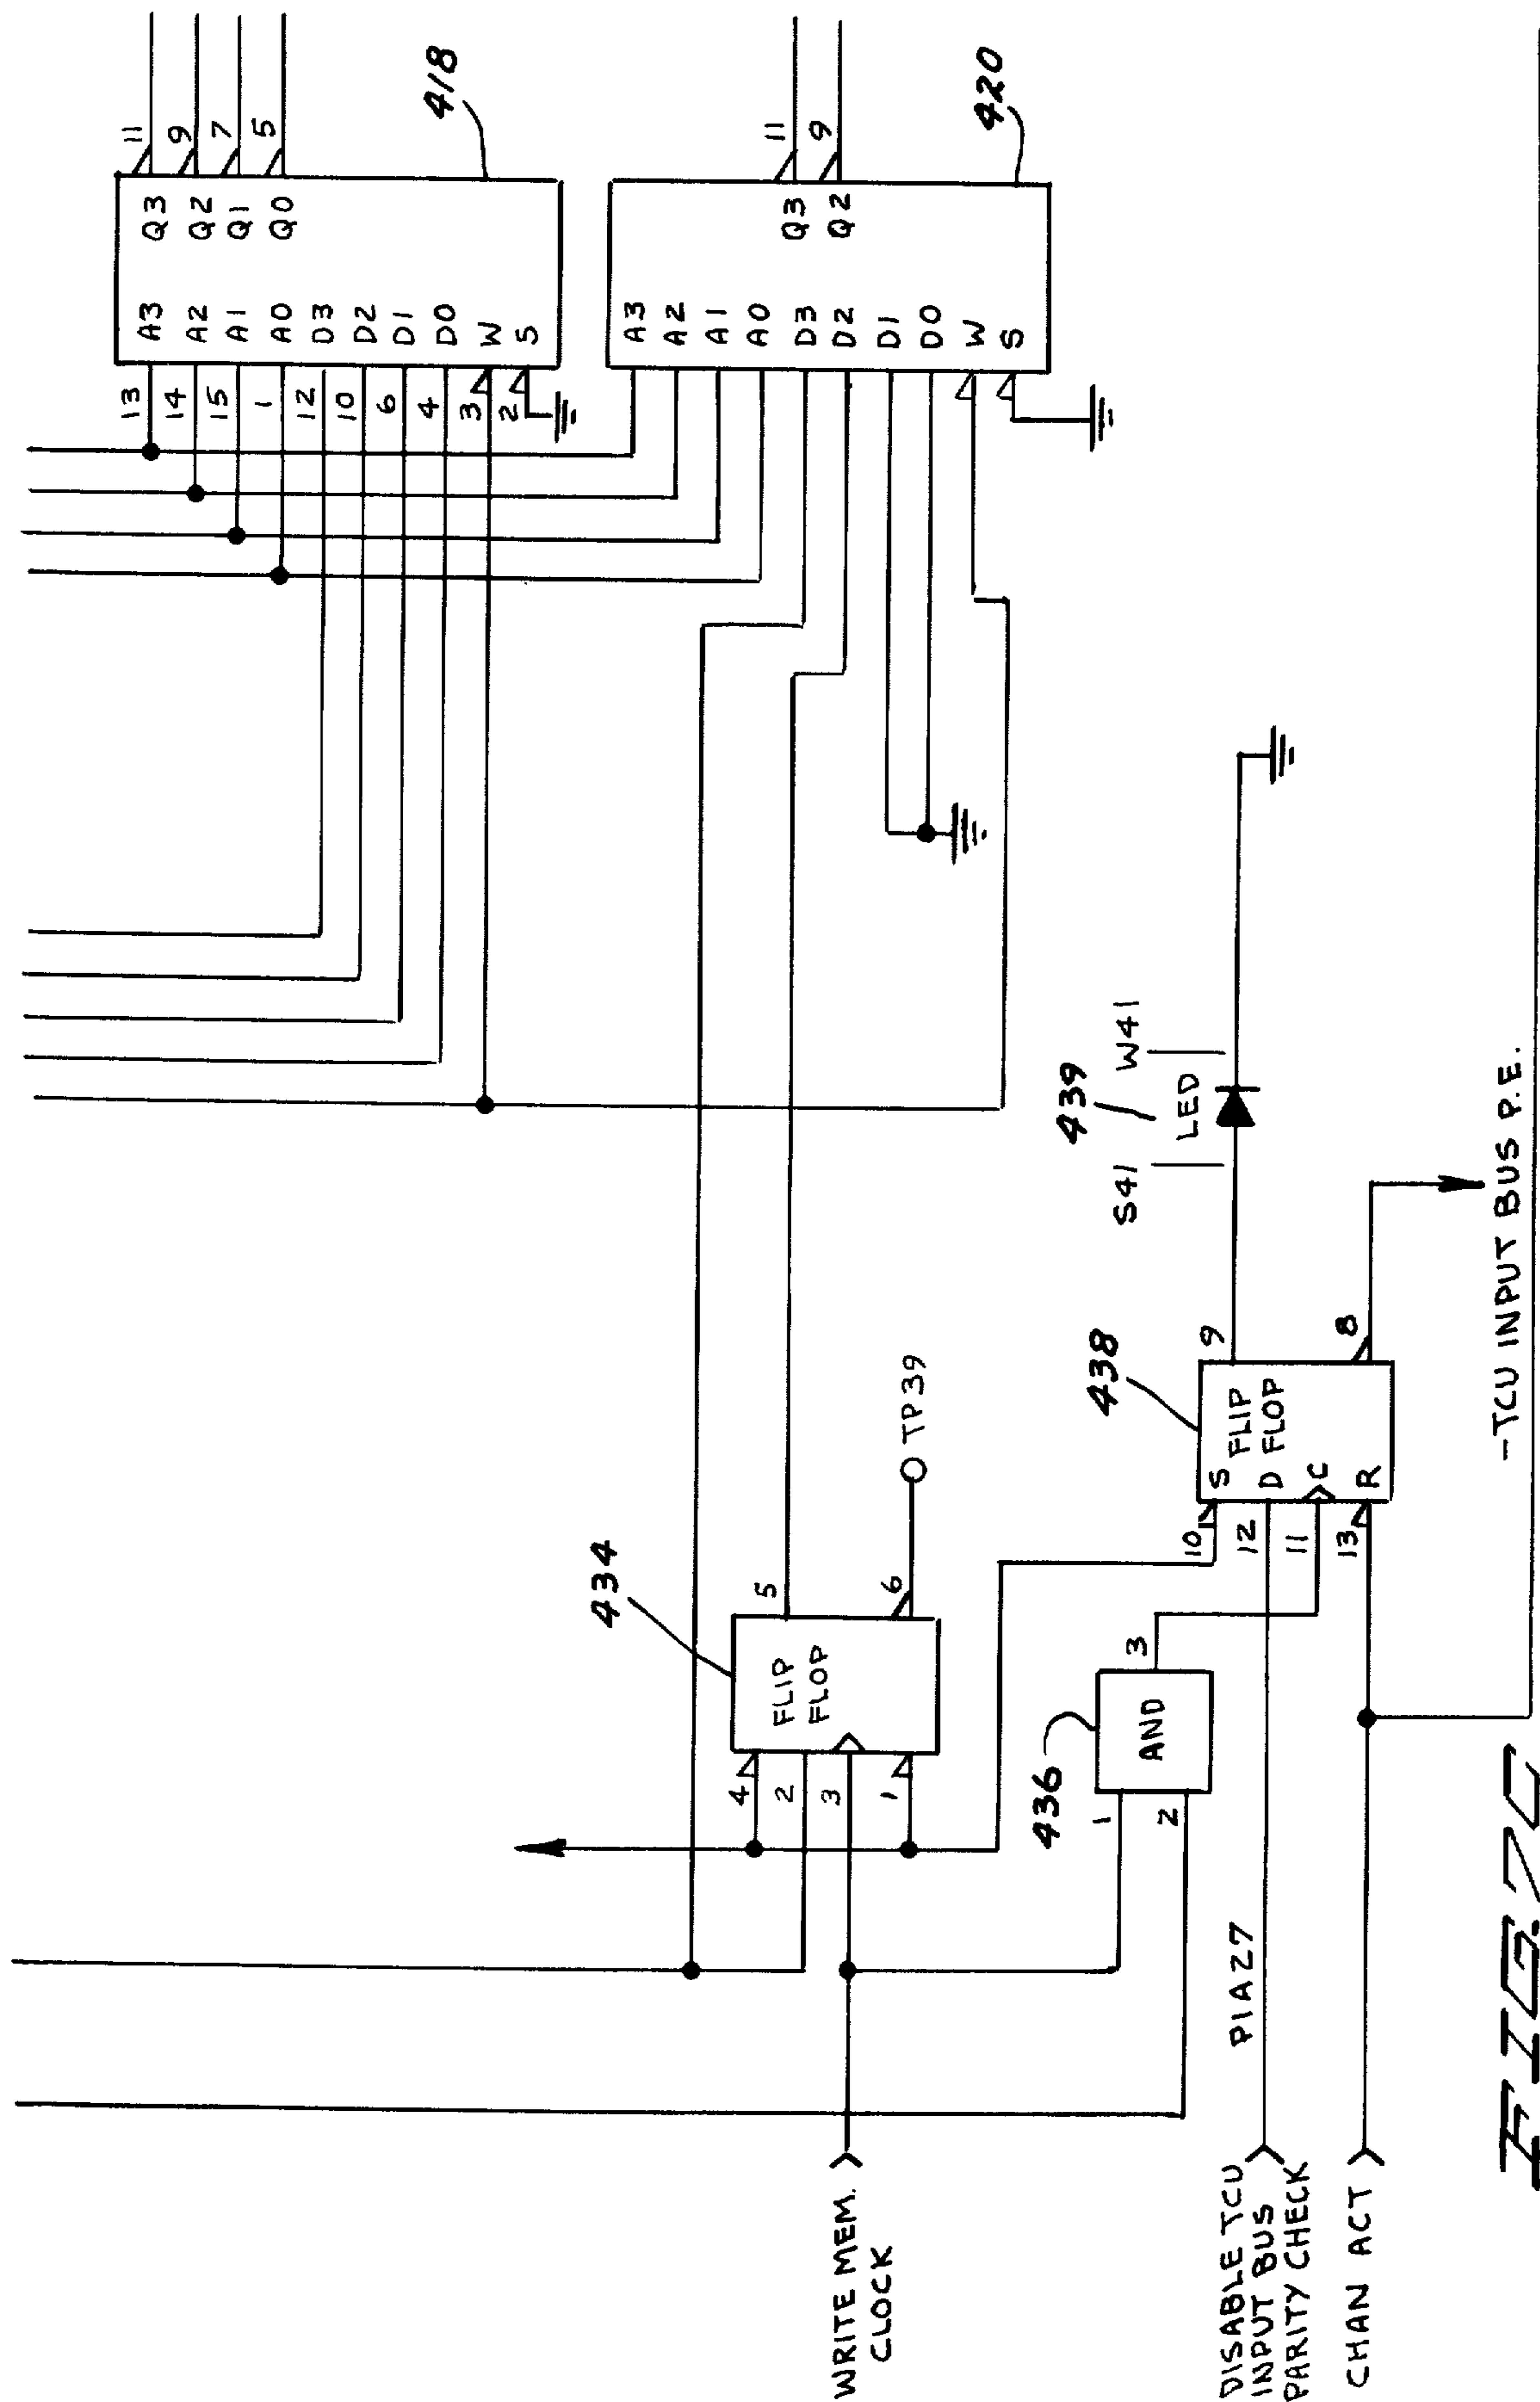 13 A3 Q3 11
14 A2 Q2 9
15 A1 Q1 7
1 A0 Q0 5
12 D3
10 D2
6 D1
4 D0
3 W
2 S
418
A3
A2
A1
A0
D3 Q3 11
D2 Q2 9
D1
D0
W
S
420
434
4
2
3
1
FLIP
FLOP
5
6
TP39
WRITE MEM.
CLOCK
436
1
2
AND
3
438
10 S
12 D
11 C
13 R
FLIP
FLOP
9
8
S41
439
LED
W41
P1A27
DISABLE TCU
INPUT BUS
PARITY CHECK
CHAN ACT
-TCU INPUT BUS P.E.
FIG. 7C